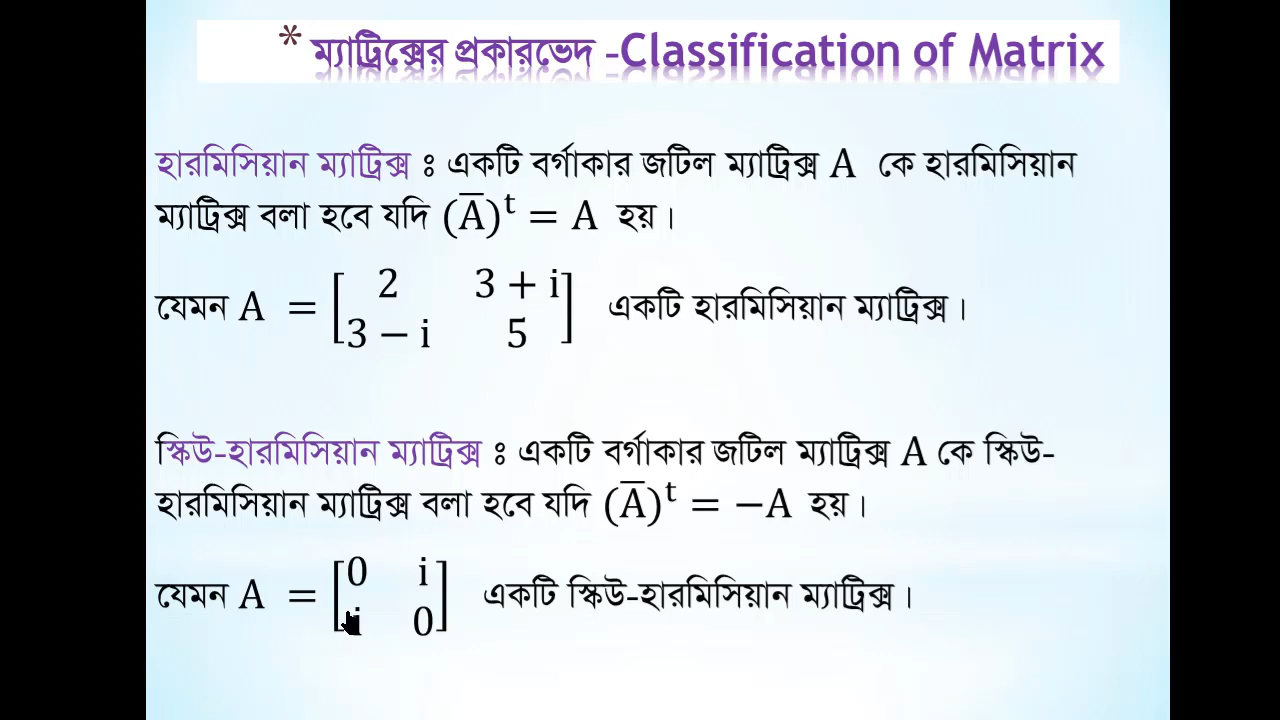 * ম্যাট্রিক্সের প্রকারভেদ -Classification of Matrix
হারমিসিয়ান ম্যাট্রিক্স ঃ একটি বর্গাকার জটিল ম্যাট্রিক্স A কে হারমিসিয়ান
ম্যাট্রিক্স বলা হবে যদি (A̅)ᵗ = A হয়।
যেমন A = [2 3 + i; 3 − i 5] একটি হারমিসিয়ান ম্যাট্রিক্স।
স্কিউ-হারমিসিয়ান ম্যাট্রিক্স ঃ একটি বর্গাকার জটিল ম্যাট্রিক্স A কে স্কিউ-
হারমিসিয়ান ম্যাট্রিক্স বলা হবে যদি (A̅)ᵗ = −A হয়।
যেমন A = [0 i; i 0] একটি স্কিউ-হারমিসিয়ান ম্যাট্রিক্স।